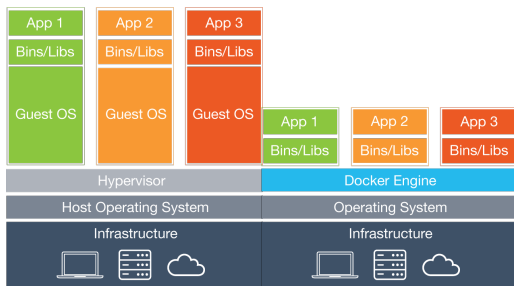 App 1
Bins/Libs
Guest OS
App 2
Bins/Libs
Guest OS
App 3
Bins/Libs
Guest OS
Hypervisor
Host Operating System
Infrastructure
App 1
Bins/Libs
App 2
Bins/Libs
App 3
Bins/Libs
Docker Engine
Operating System
Infrastructure